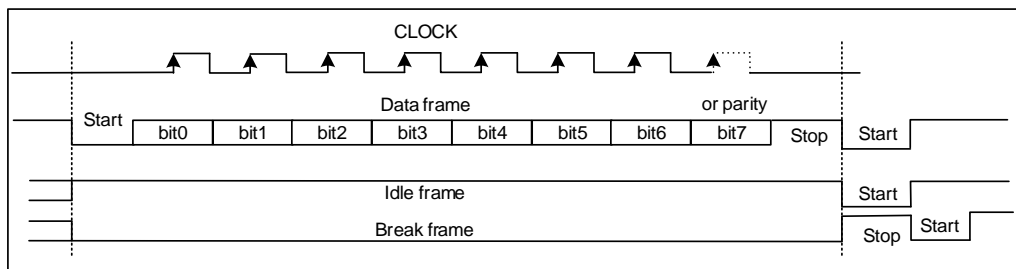 CLOCK
Data frame or parity
Start bit0 bit1 bit2 bit3 bit4 bit5 bit6 bit7 Stop Start
Idle frame Start
Break frame Stop Start